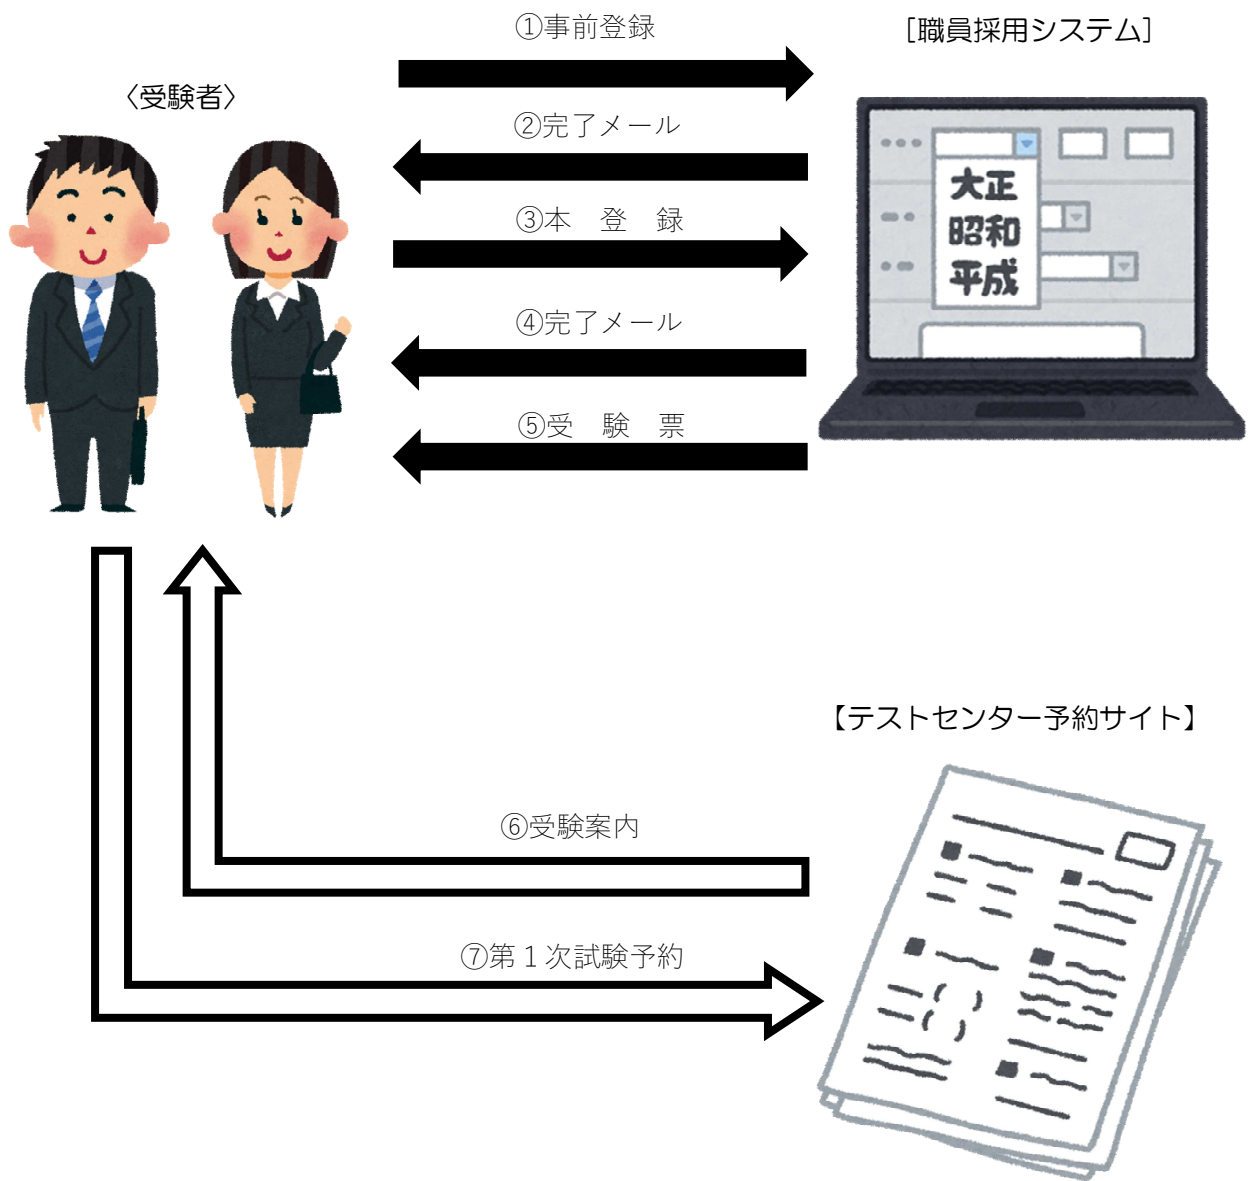 ①事前登録
［職員採用システム］
〈受験者〉
②完了メール
大正
昭和
平成
③本　登　録
④完了メール
⑤受　験　票
【テストセンター予約サイト】
⑥受験案内
⑦第１次試験予約